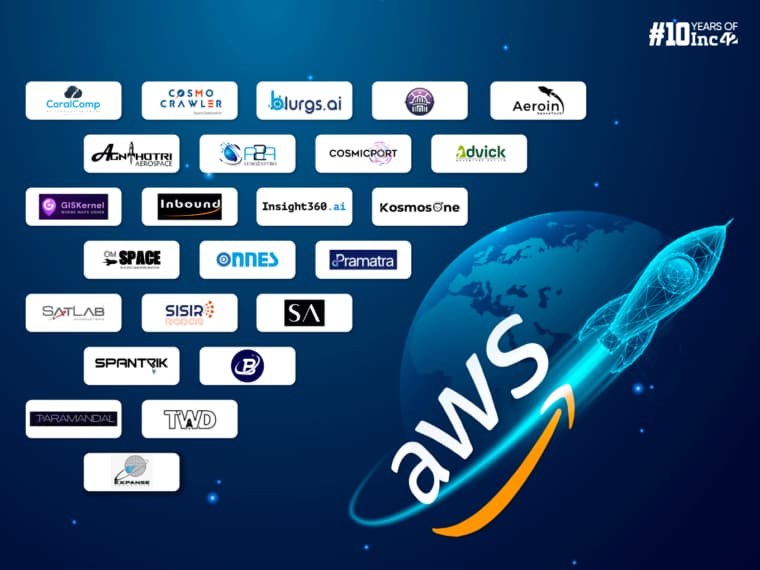 #10 YEARS OF
Inc42
CoralComp
COSMO
CRAWLER
blurgs.ai
Aeroin
SPACETECH
AGNIHOTRI
AEROSPACE
COSMICPORT
Advick
GISKERNEL
Inbound
Insight360.ai
KosmosOne
OM
SPACE
ONNES
Pramatra
SATLAB
SISIR
RADAR
SA
SPANTRIK
B
TARAMANDAL
TWD
EXPANSE
aws